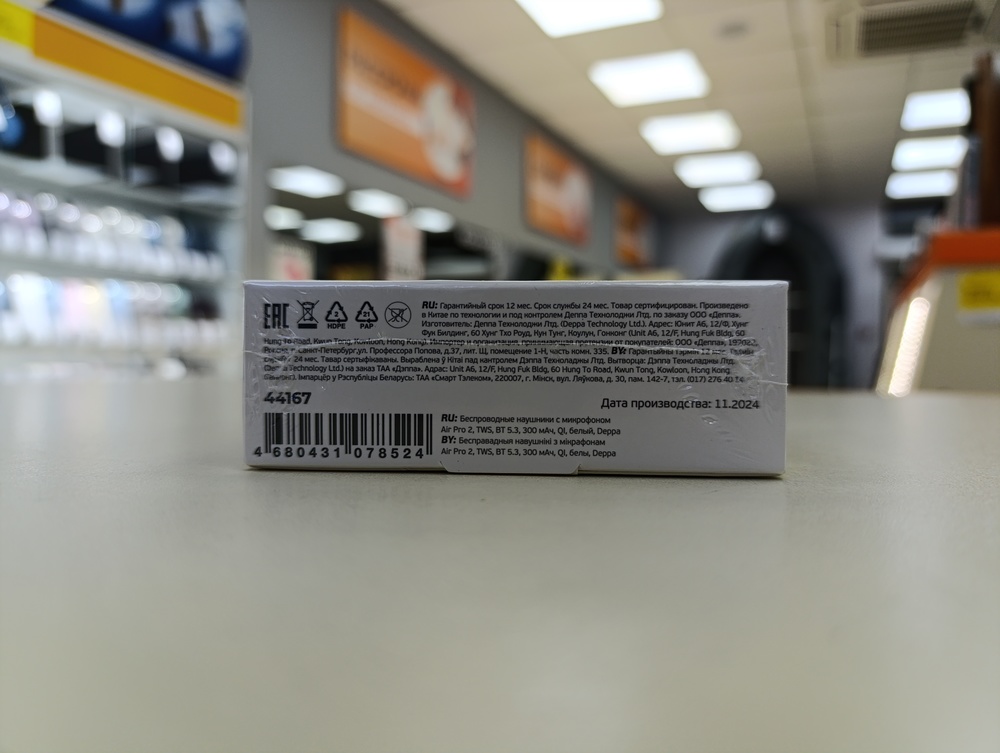 EAC
HDPE
PAP
21
RU: Гарантийный срок 12 мес. Срок службы 24 мес. Товар сертифицирован. Произведено
в Китае по технологии и под контролем Деппа Технолоджи Лтд, по заказу ООО «Деппа».
Изготовитель: Деппа Технолоджи Лтд. (Deppa Technology Ltd.). Адрес: Юнит А6, 12/Ф, Хунг
Фук Билдинг, 60 Хунг Тхо Роуд, Кун Тунг, Коулун, Гонконг (Unit A6, 12/F, Hung Fuk Bldg, 60
Hung To Road, Kwun Tong, Kowloon, Hong Kong). Импортер и организация, принимающая претензии от покупателей: ООО «Деппа»,
Санкт-Петербург, ул. Профессора Попова, д.37, лит. Щ, помещение 1-Н, часть комн. 335. BY: Гарантыйны тэрмін 12 мес.
24 мес. Тавар сертыфікаваны. Выраблена ў Кітаі пад кантролем Дэппа Тэхналоджы Лтд. Вытворца: Дэппа Тэхналоджы Лтд.
Technology Ltd.) на заказ ТАА «Дэппа». Адрас: Unit A6, 12/F, Hung Fuk Bldg, 60 Hung To Road, Kwun Tong, Kowloon, Hong Kong
Імпарцёр у Рэспубліцы Беларусь: ТАА «Смарт Тэлеком», 220007, г. Мінск, вул. Ляўкова, д. 30, пам. 142-7, тэл. (017) 276 40 14
44167
Дата производства: 11.2024
4 680431 078524
RU: Беспроводные наушники с микрофоном
Air Pro 2, TWS, BT 5.3, 300 мАч, QI, белый, Deppa
BY: Бесправадныя навушнікі з мікрафонам
Air Pro 2, TWS, BT 5.3, 300 мАч, QI, белы, Deppa